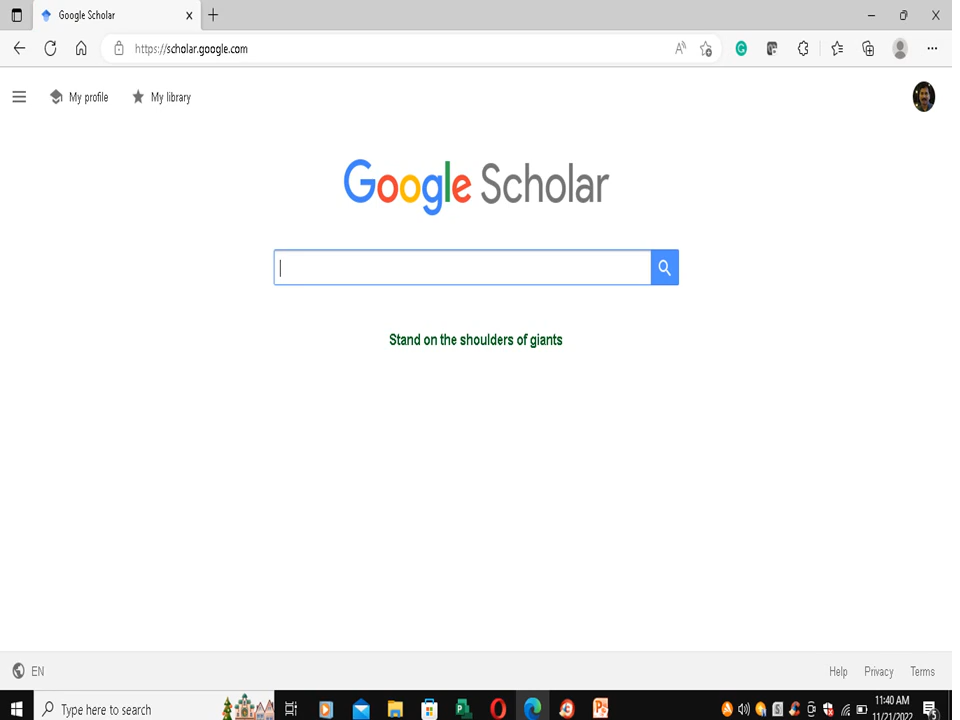 Google Scholar
https://scholar.google.com
My profile
My library
Google Scholar
Stand on the shoulders of giants
EN
Help
Privacy
Terms
Type here to search
11:40 AM
11/21/2022